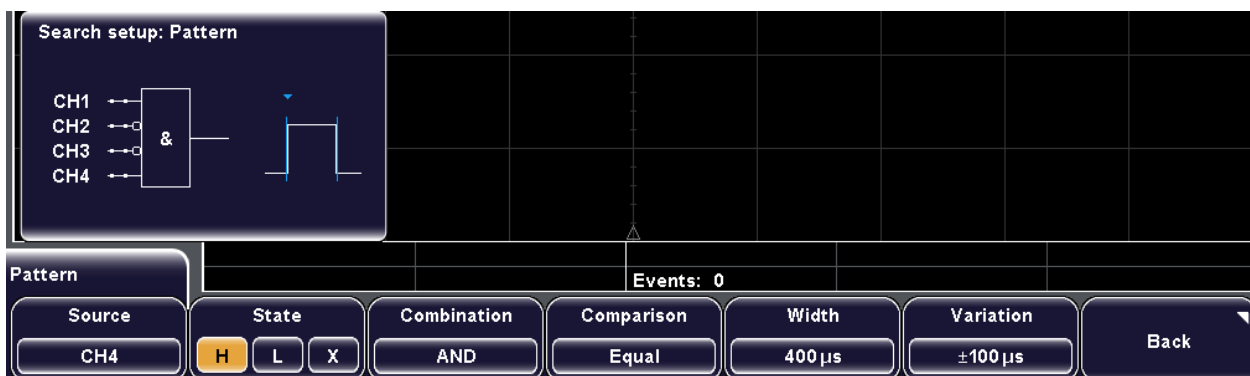 Search setup: Pattern
CH1
CH2
CH3
CH4
&
Pattern
Events: 0
Source State Combination Comparison Width Variation
CH4 H L X AND Equal 400 µs ±100 µs Back